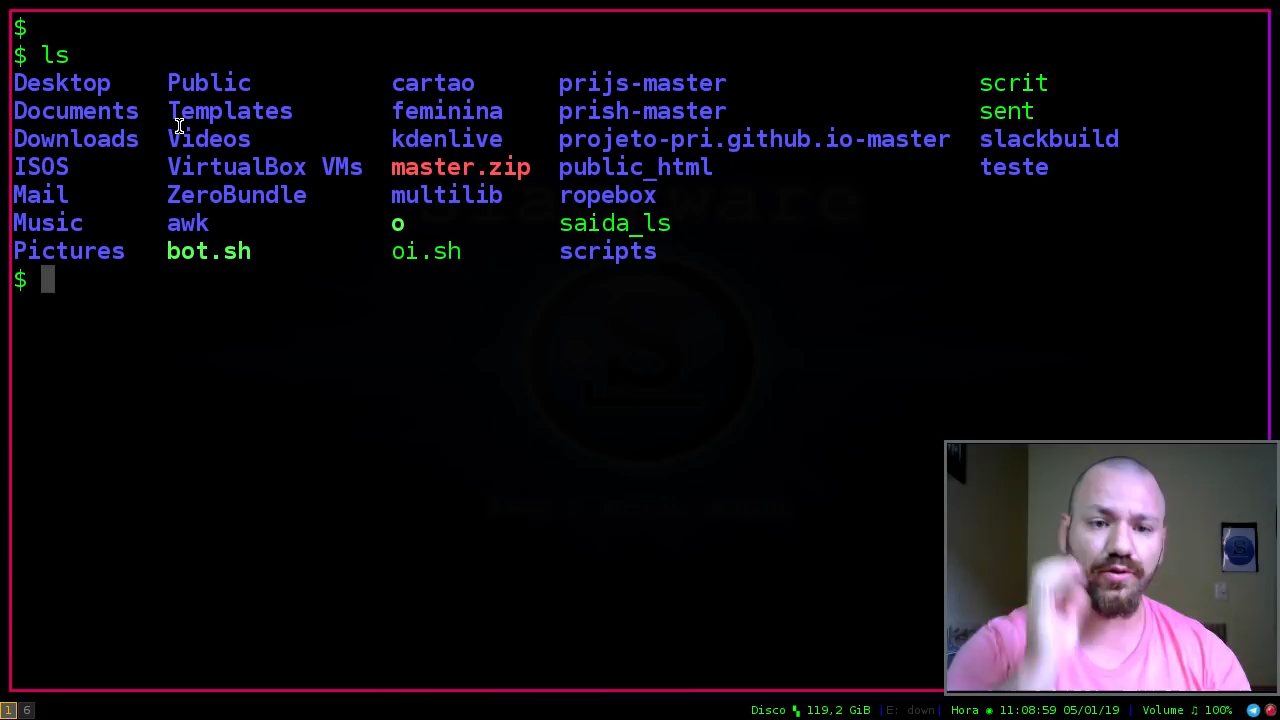 $
$ ls
Desktop Public cartao prijs-master scrit
Documents Templates feminina prish-master sent
Downloads Videos kdenlive projeto-pri.github.io-master slackbuild
ISOS VirtualBox VMs master.zip public_html teste
Mail ZeroBundle multilib ropebox
Music awk o saida_ls
Pictures bot.sh oi.sh scripts
$
slackware
1 6 Disco 119,2 GiB |E: down| Hora ◉ 11:08:59 05/01/19 | Volume ♫ 100%